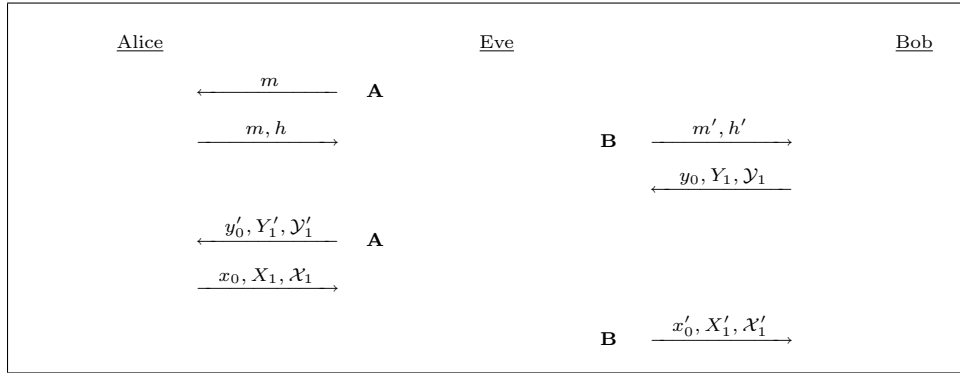 Alice Eve Bob
m A
m, h B m′, h′
y₀, Y₁, 𝒴₁
y′₀, Y′₁, 𝒴′₁ A
x₀, X₁, 𝒳₁
B x′₀, X′₁, 𝒳′₁